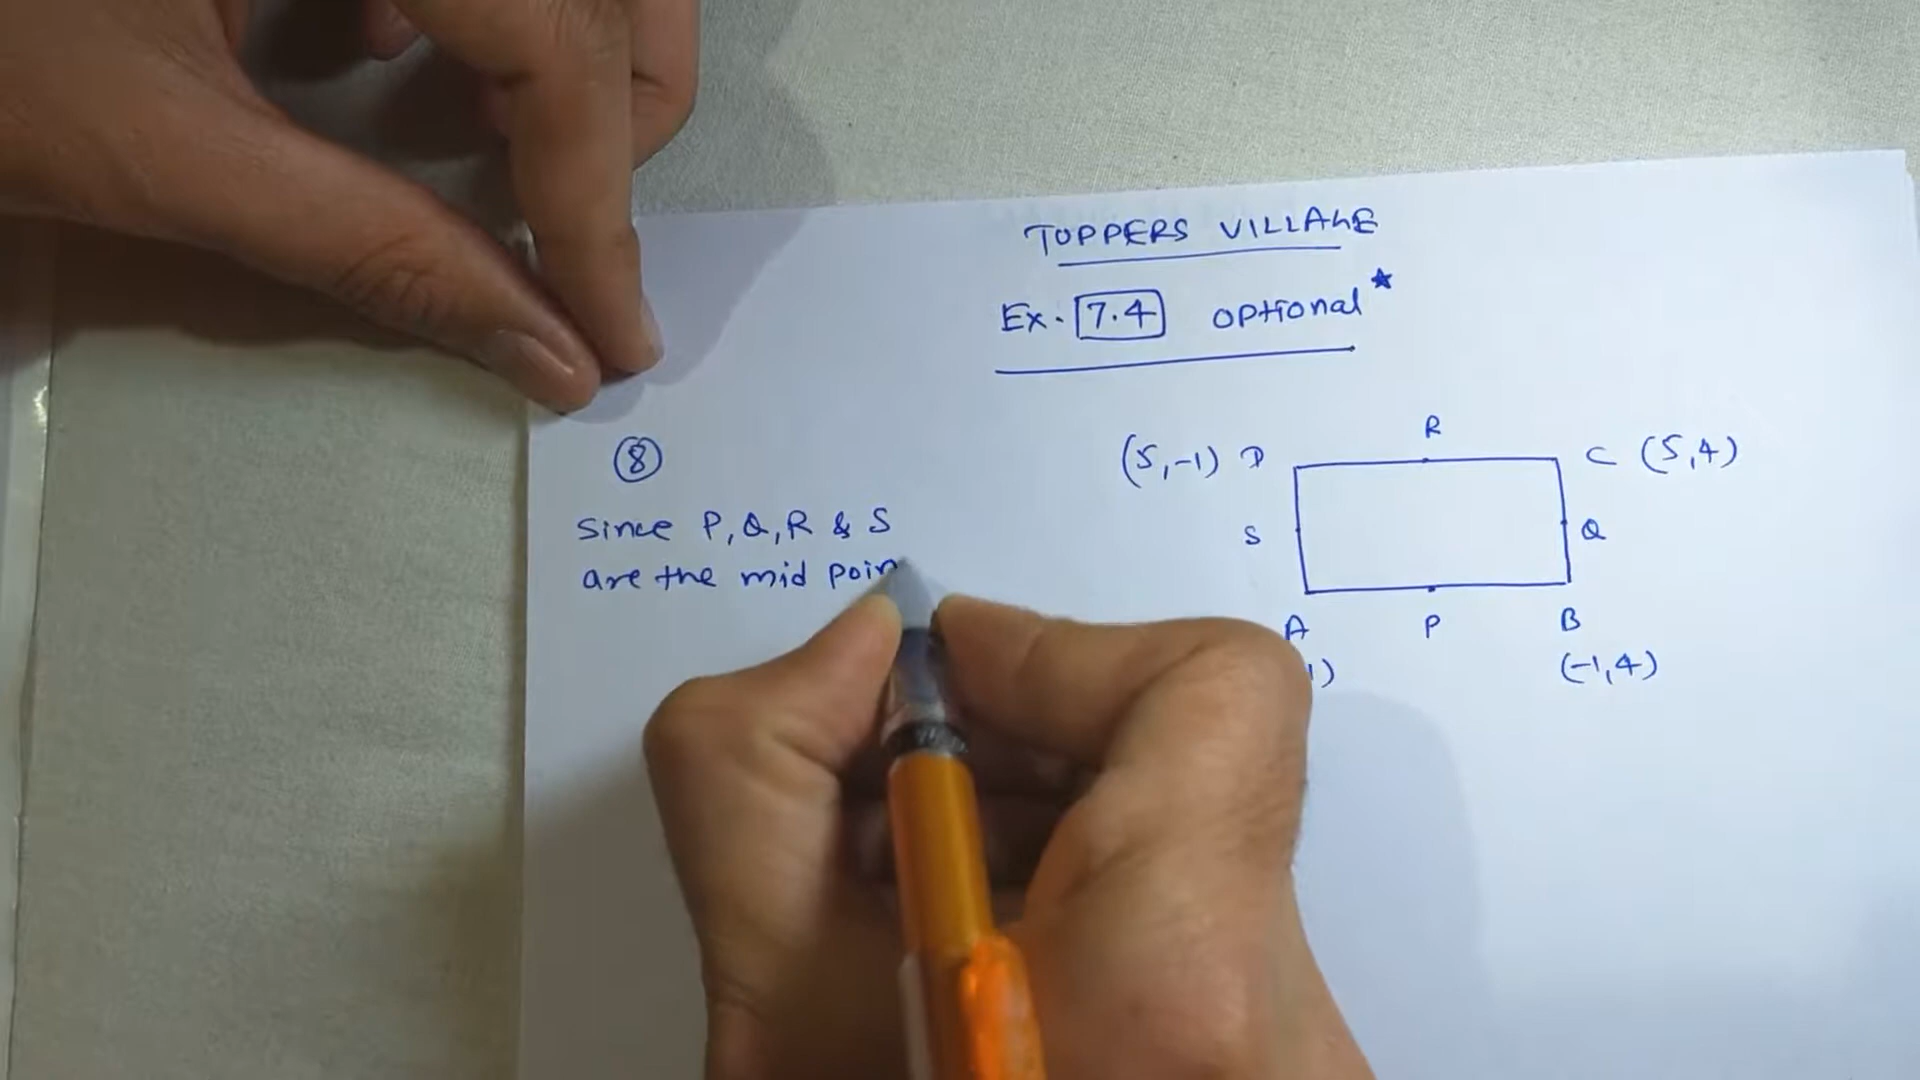 TOPPERS VILLAGE
Ex. 7.4 optional*
8
Since P, Q, R & S
are the mid poin
R
(5,-1) D
C (5,4)
S
Q
A
P
B
1)
(-1,4)